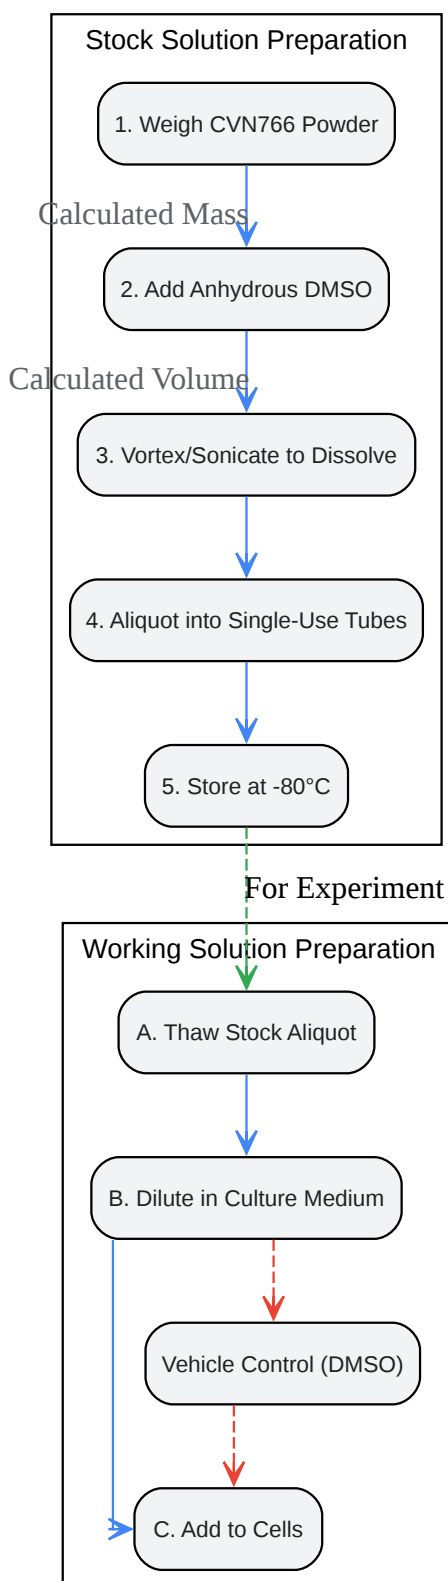 Stock Solution Preparation
1. Weigh CVN766 Powder
Calculated Mass
2. Add Anhydrous DMSO
Calculated Volume
3. Vortex/Sonicate to Dissolve
4. Aliquot into Single-Use Tubes
5. Store at -80°C
For Experiment
Working Solution Preparation
A. Thaw Stock Aliquot
B. Dilute in Culture Medium
Vehicle Control (DMSO)
C. Add to Cells